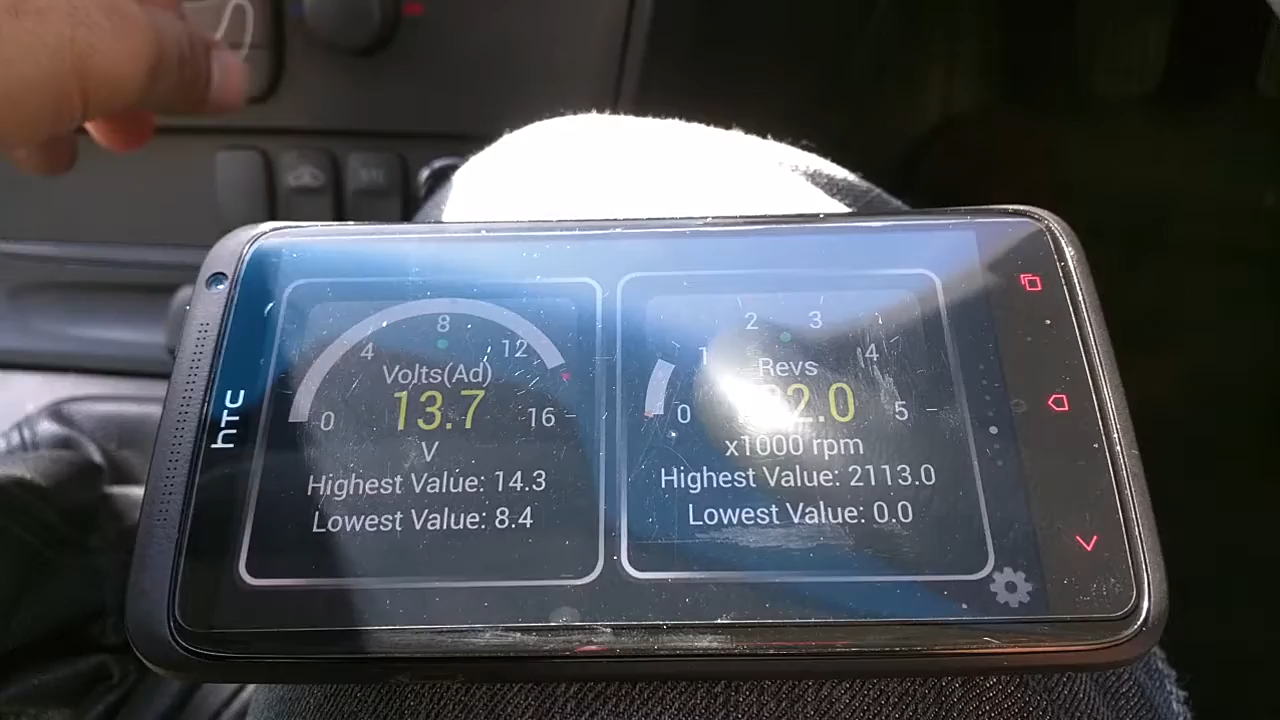 hTC
8
4
12
Volts(Ad)
0
13.7
16
V
Highest Value: 14.3
Lowest Value: 8.4
2
3
1
4
Revs
0
5
x1000 rpm
Highest Value: 2113.0
Lowest Value: 0.0